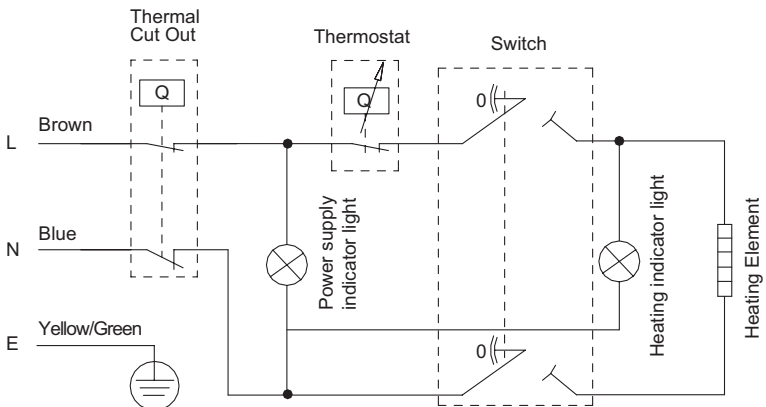 Thermal
Cut Out
Thermostat
Switch
Q
Q
0
L
Brown
N
Blue
Power supply
indicator light
Heating indicator light
Heating Element
E
Yellow/Green
0